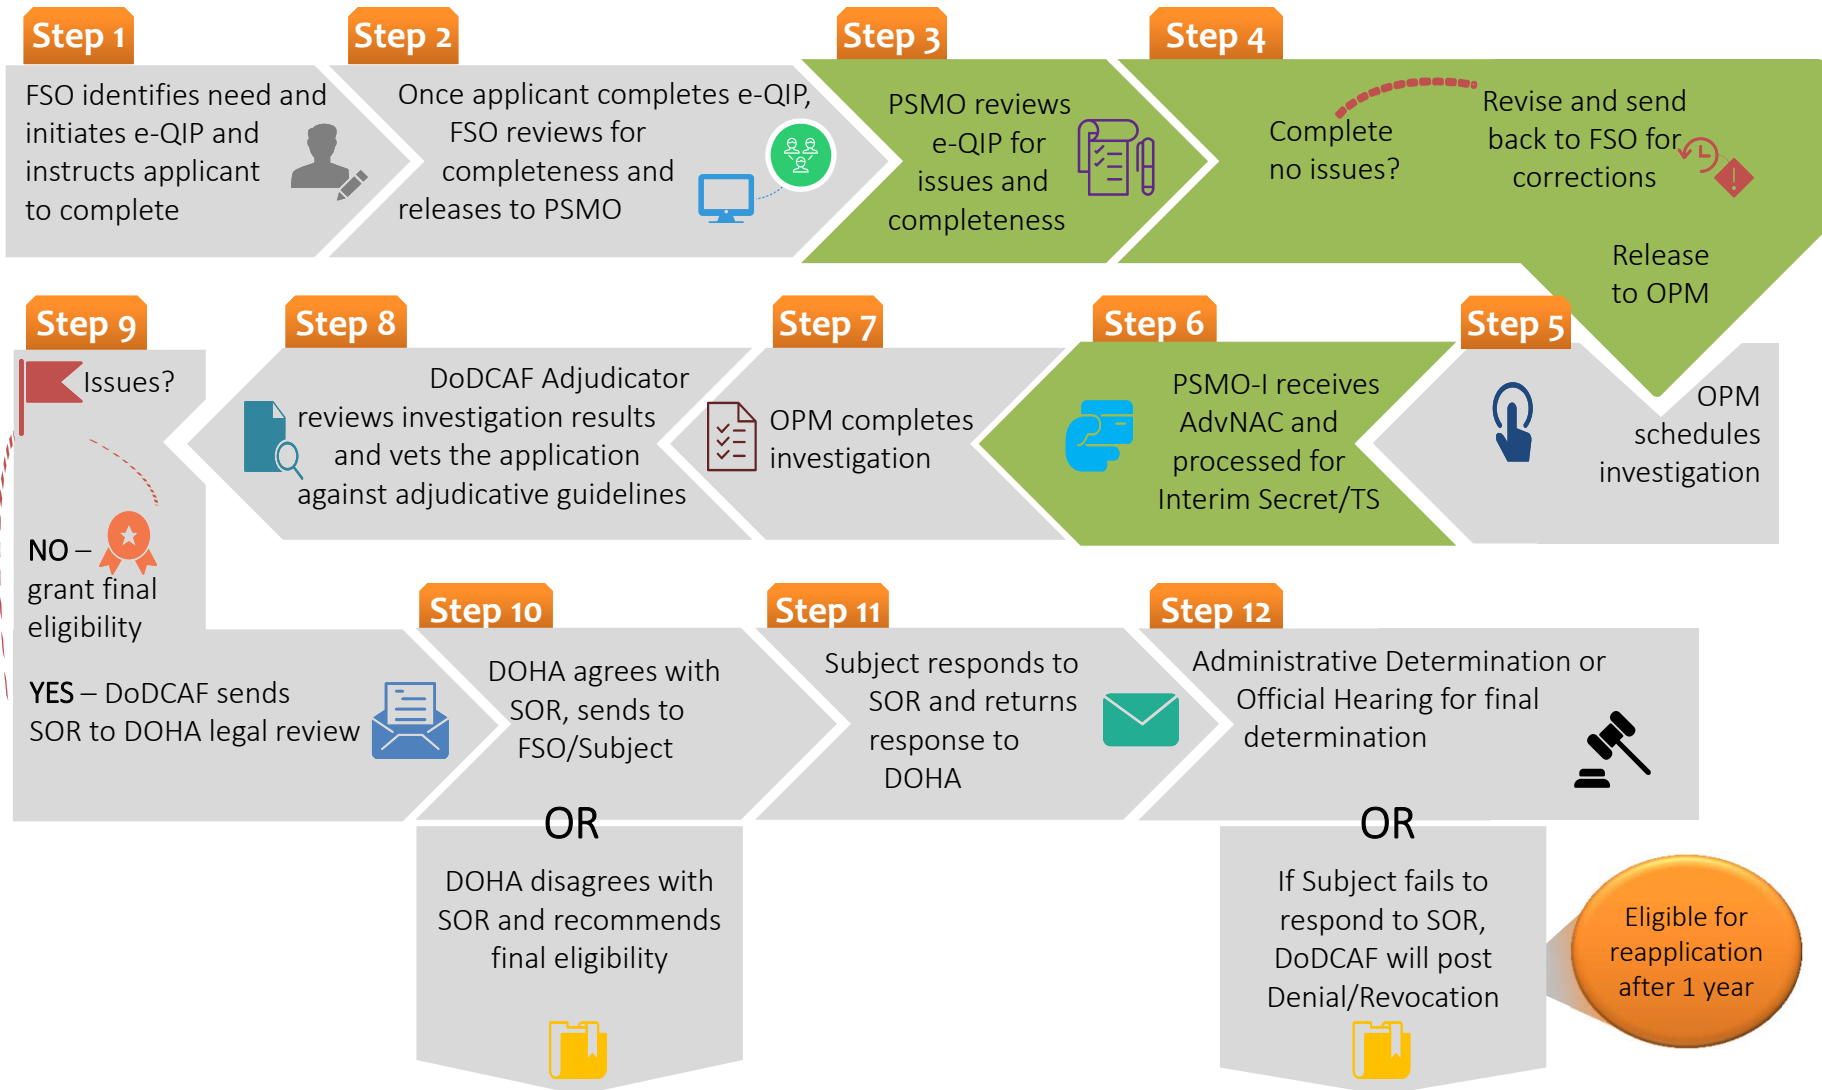 Step 1
FSO identifies need and
initiates e-QIP and
instructs applicant
to complete
Step 2
Once applicant completes e-QIP,
FSO reviews for
completeness and
releases to PSMO
Step 3
PSMO reviews
e-QIP for
issues and
completeness
Step 4
Complete
no issues?
Revise and send
back to FSO for
corrections
Release
to OPM
Step 5
OPM
schedules
investigation
Step 6
PSMO-I receives
AdvNAC and
processed for
Interim Secret/TS
Step 7
OPM completes
investigation
Step 8
DoDCAF Adjudicator
reviews investigation results
and vets the application
against adjudicative guidelines
Step 9
Issues?
NO –
grant final
eligibility
YES – DoDCAF sends
SOR to DOHA legal review
Step 10
DOHA agrees with
SOR, sends to
FSO/Subject
OR
DOHA disagrees with
SOR and recommends
final eligibility
Step 11
Subject responds to
SOR and returns
response to
DOHA
Step 12
Administrative Determination or
Official Hearing for final
determination
OR
If Subject fails to
respond to SOR,
DoDCAF will post
Denial/Revocation
Eligible for
reapplication
after 1 year